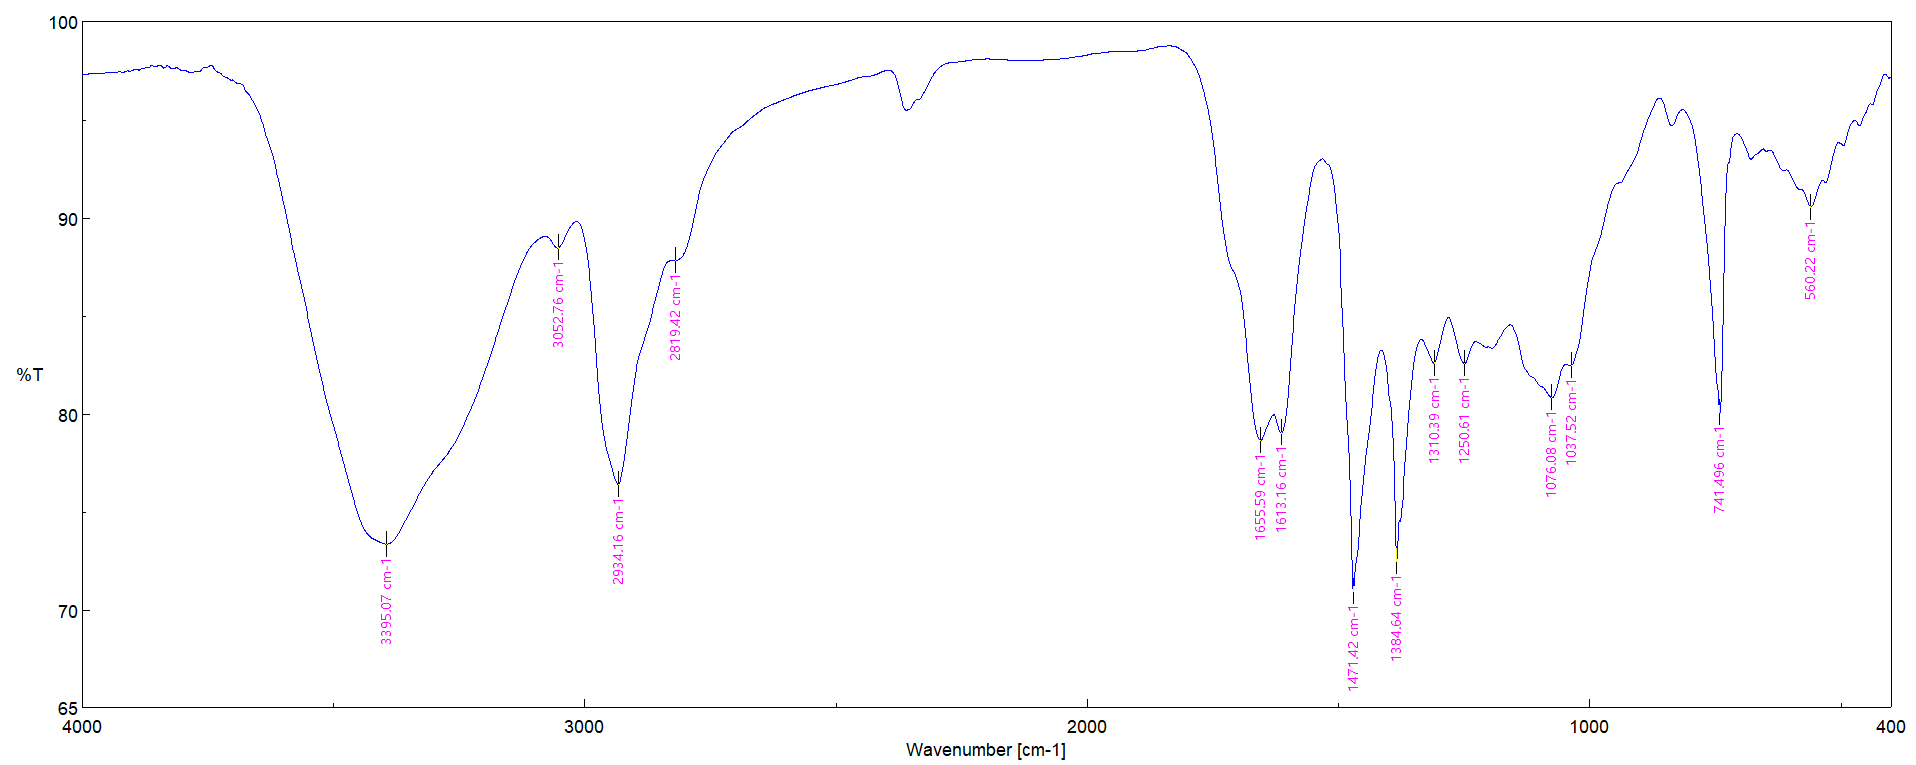 100
90
%T
80
70
65
4000
3000
2000
1000
400
Wavenumber [cm-1]
3395.07 cm-1
3052.76 cm-1
2934.16 cm-1
2819.42 cm-1
1655.59 cm-1
1613.16 cm-1
1471.42 cm-1
1384.64 cm-1
1310.39 cm-1
1250.61 cm-1
1076.08 cm-1
1037.52 cm-1
741.496 cm-1
560.22 cm-1